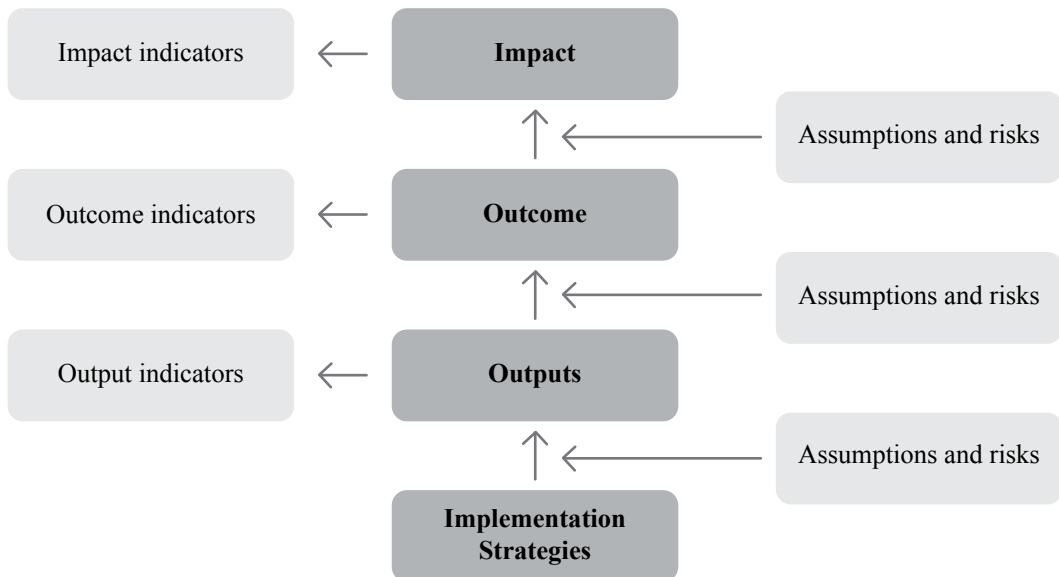 Impact indicators
Impact
Assumptions and risks
Outcome indicators
Outcome
Assumptions and risks
Output indicators
Outputs
Assumptions and risks
Implementation
Strategies